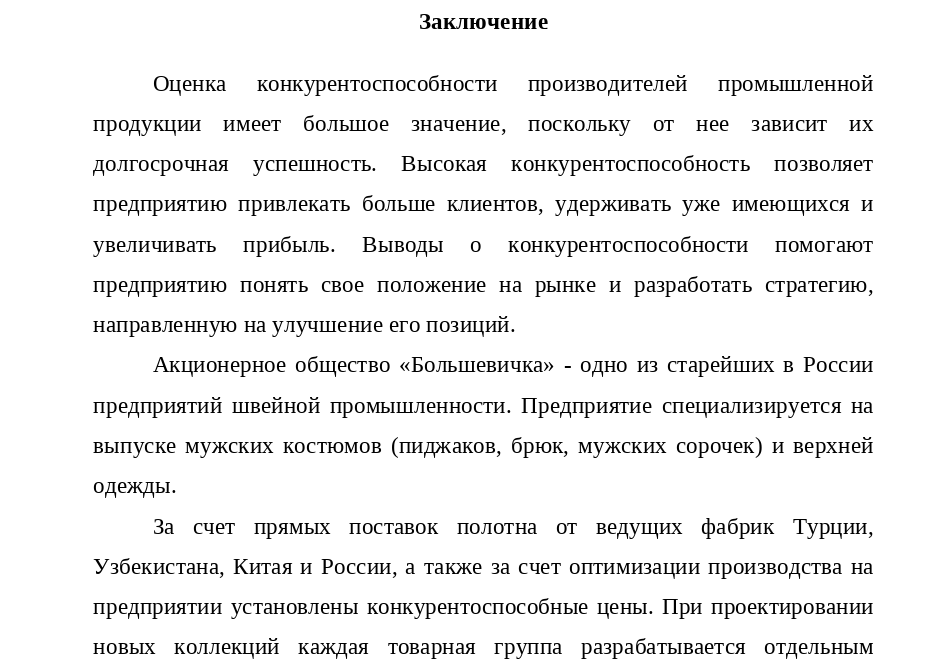 Заключение
Оценка конкурентоспособности производителей промышленной
продукции имеет большое значение, поскольку от нее зависит их
долгосрочная успешность. Высокая конкурентоспособность позволяет
предприятию привлекать больше клиентов, удерживать уже имеющихся и
увеличивать прибыль. Выводы о конкурентоспособности помогают
предприятию понять свое положение на рынке и разработать стратегию,
направленную на улучшение его позиций.
Акционерное общество «Большевичка» - одно из старейших в России
предприятий швейной промышленности. Предприятие специализируется на
выпуске мужских костюмов (пиджаков, брюк, мужских сорочек) и верхней
одежды.
За счет прямых поставок полотна от ведущих фабрик Турции,
Узбекистана, Китая и России, а также за счет оптимизации производства на
предприятии установлены конкурентоспособные цены. При проектировании
новых коллекций каждая товарная группа разрабатывается отдельным